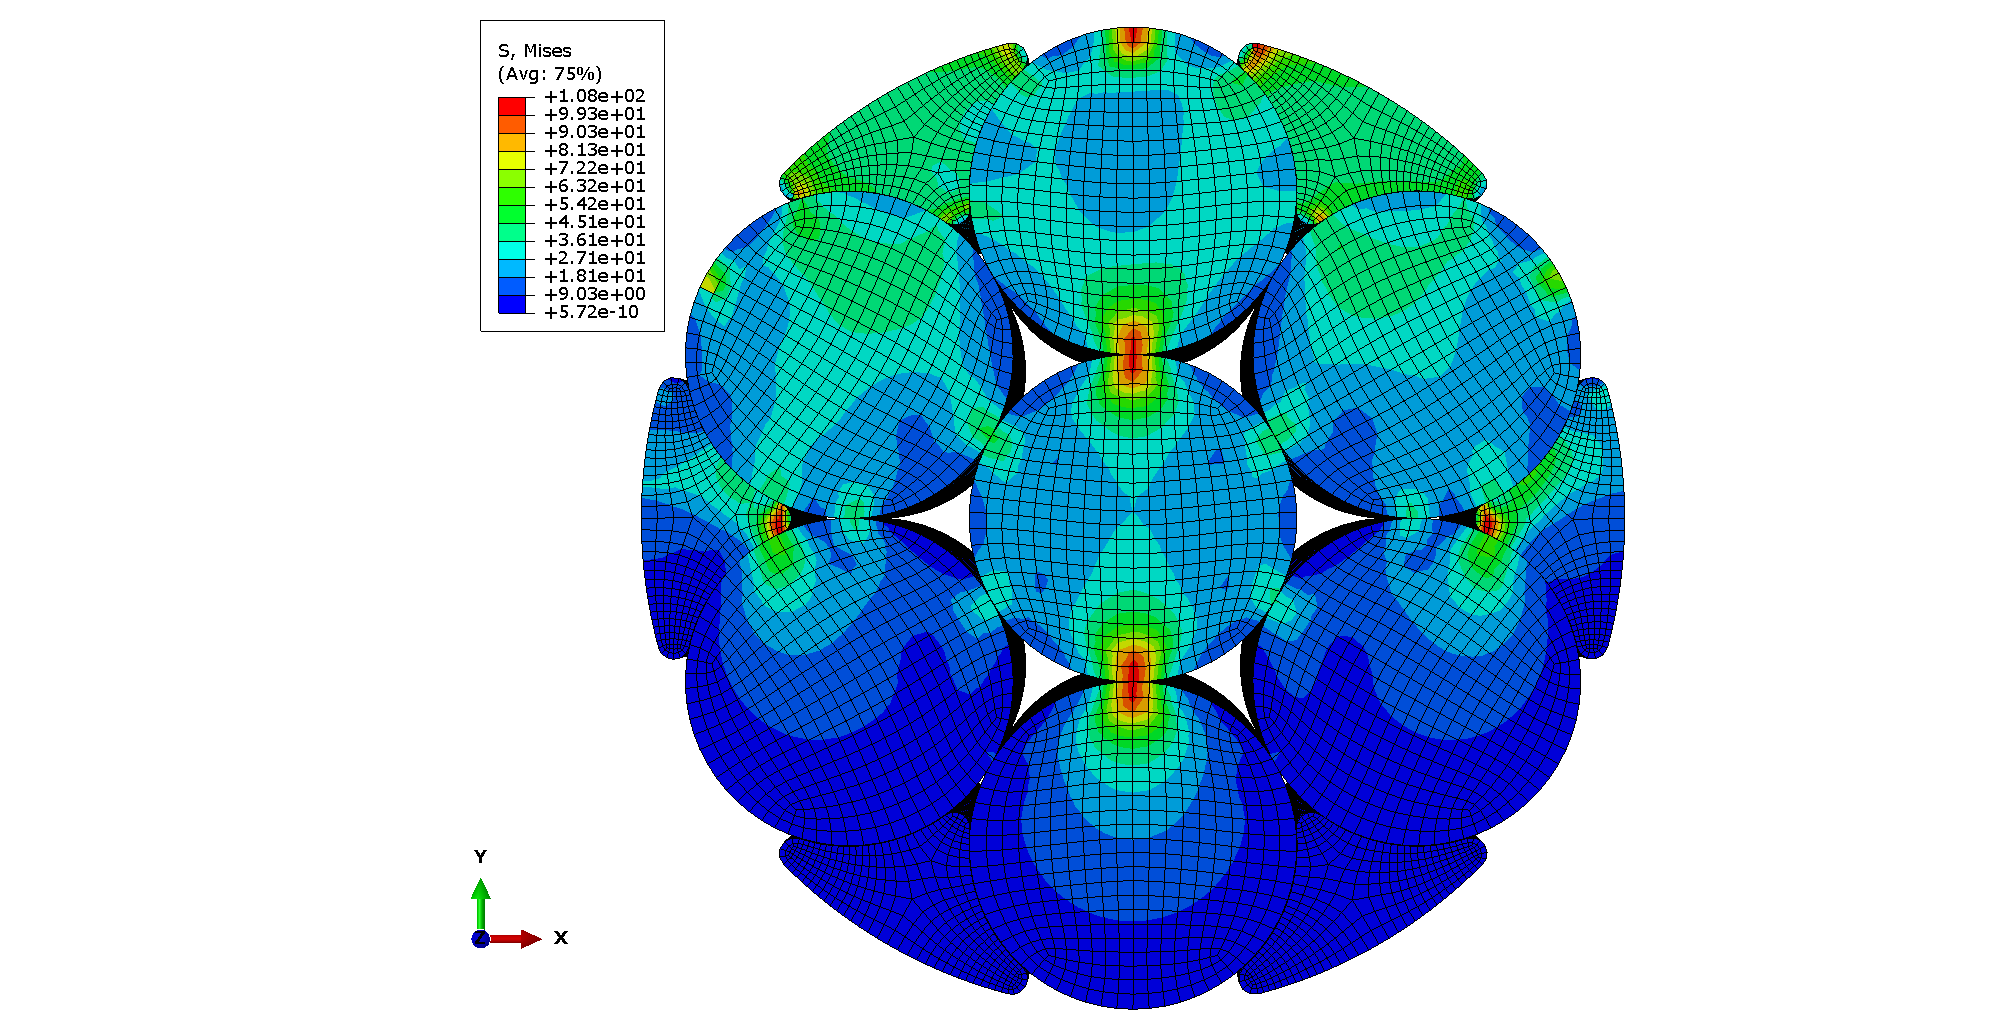 S, Mises
(Avg: 75%)
+1.08e+02
+9.93e+01
+9.03e+01
+8.13e+01
+7.22e+01
+6.32e+01
+5.42e+01
+4.51e+01
+3.61e+01
+2.71e+01
+1.81e+01
+9.03e+00
+5.72e-10
Y
Z
X